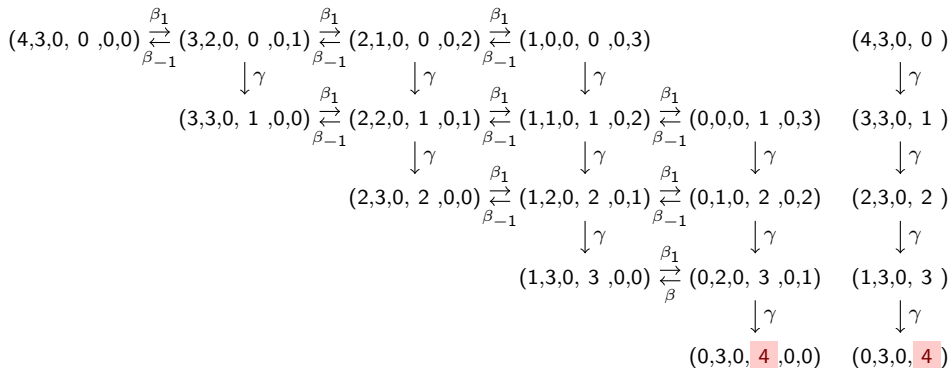 β₁ β₁ β₁
(4,3,0, 0 ,0,0) ⇄ (3,2,0, 0 ,0,1) ⇄ (2,1,0, 0 ,0,2) ⇄ (1,0,0, 0 ,0,3) (4,3,0, 0 )
β₋₁ β₋₁ β₋₁
↓ γ ↓ γ ↓ γ ↓ γ
β₁ β₁ β₁
(3,3,0, 1 ,0,0) ⇄ (2,2,0, 1 ,0,1) ⇄ (1,1,0, 1 ,0,2) ⇄ (0,0,0, 1 ,0,3) (3,3,0, 1 )
β₋₁ β₋₁ β₋₁
↓ γ ↓ γ ↓ γ ↓ γ
β₁ β₁
(2,3,0, 2 ,0,0) ⇄ (1,2,0, 2 ,0,1) ⇄ (0,1,0, 2 ,0,2) (2,3,0, 2 )
β₋₁ β₋₁
↓ γ ↓ γ ↓ γ
β₁
(1,3,0, 3 ,0,0) ⇄ (0,2,0, 3 ,0,1) (1,3,0, 3 )
β
↓ γ ↓ γ
(0,3,0, 4 ,0,0) (0,3,0, 4 )